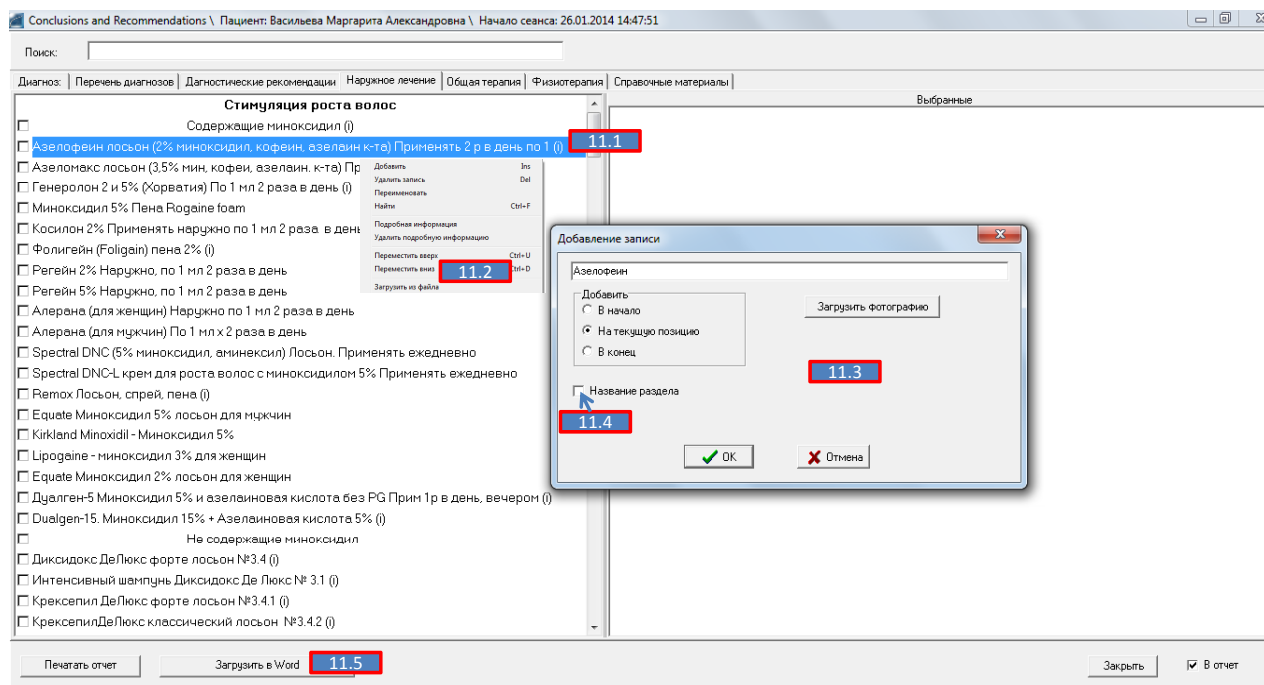 Conclusions and Recommendations \ Пациент: Васильева Маргарита Александровна \ Начало сеанса: 26.01.2014 14:47:51
Поиск:
Диагноз: Перечень диагнозов Дагностические рекомендации Наружное лечение Общая терапия Физиотерапия Справочные материалы
Стимуляция роста волос
Содержащие миноксидил (i)
Азелофеин лосьон (2% миноксидил, кофеин, азелаин к-та) Применять 2 р в день по 1 (i)
11.1
Азеломакс лосьон (3,5% мин, кофеи, азелаин. к-та) Пр
Генеролон 2 и 5% (Хорватия) По 1 мл 2 раза в день (i)
Миноксидил 5% Пена Rogaine foam
Косилон 2% Применять наружно по 1 мл 2 раза в день
Фолигейн (Foligain) пена 2% (i)
Регейн 2% Наружно, по 1 мл 2 раза в день
Регейн 5% Наружно, по 1 мл 2 раза в день
Алерана (для женщин) Наружно по 1 мл 2 раза в день
Алерана (для мужчин) По 1 мл х 2 раза в день
Spectral DNC (5% миноксидил, аминексил) Лосьон. Применять ежедневно
Spectral DNC-L крем для роста волос с миноксидилом 5% Применять ежедневно
Remox Лосьон, спрей, пена (i)
Equate Миноксидил 5% лосьон для мужчин
Kirkland Minoxidil - Миноксидил 5%
Lipogaine - миноксидил 3% для женщин
Equate Миноксидил 2% лосьон для женщин
Дуалген-5 Миноксидил 5% и азелаиновая кислота без PG Прим 1р в день, вечером (i)
Dualgen-15. Миноксидил 15% + Азелаиновая кислота 5% (i)
Не содержащие миноксидил
Диксидокс ДеЛюкс форте лосьон №3.4 (i)
Интенсивный шампунь Диксидокс Де Люкс № 3.1 (i)
Крексепил ДеЛюкс форте лосьон №3.4.1 (i)
КрексепилДеЛюкс классический лосьон №3.4.2 (i)
Добавить Ins
Удалить запись Del
Переименовать
Найти Ctrl+F
Подробная информация
Удалить подробную информацию
Переместить вверх Ctrl+U
Переместить вниз 11.2 Ctrl+D
Загрузить из файла
Выбранные
Добавление записи
Азелофеин
Добавить
В начало
На текущую позицию
В конец
Загрузить фотографию
11.3
Название раздела
11.4
OK
Отмена
Печатать отчет
Загрузить в Word
11.5
Закрыть
В отчет